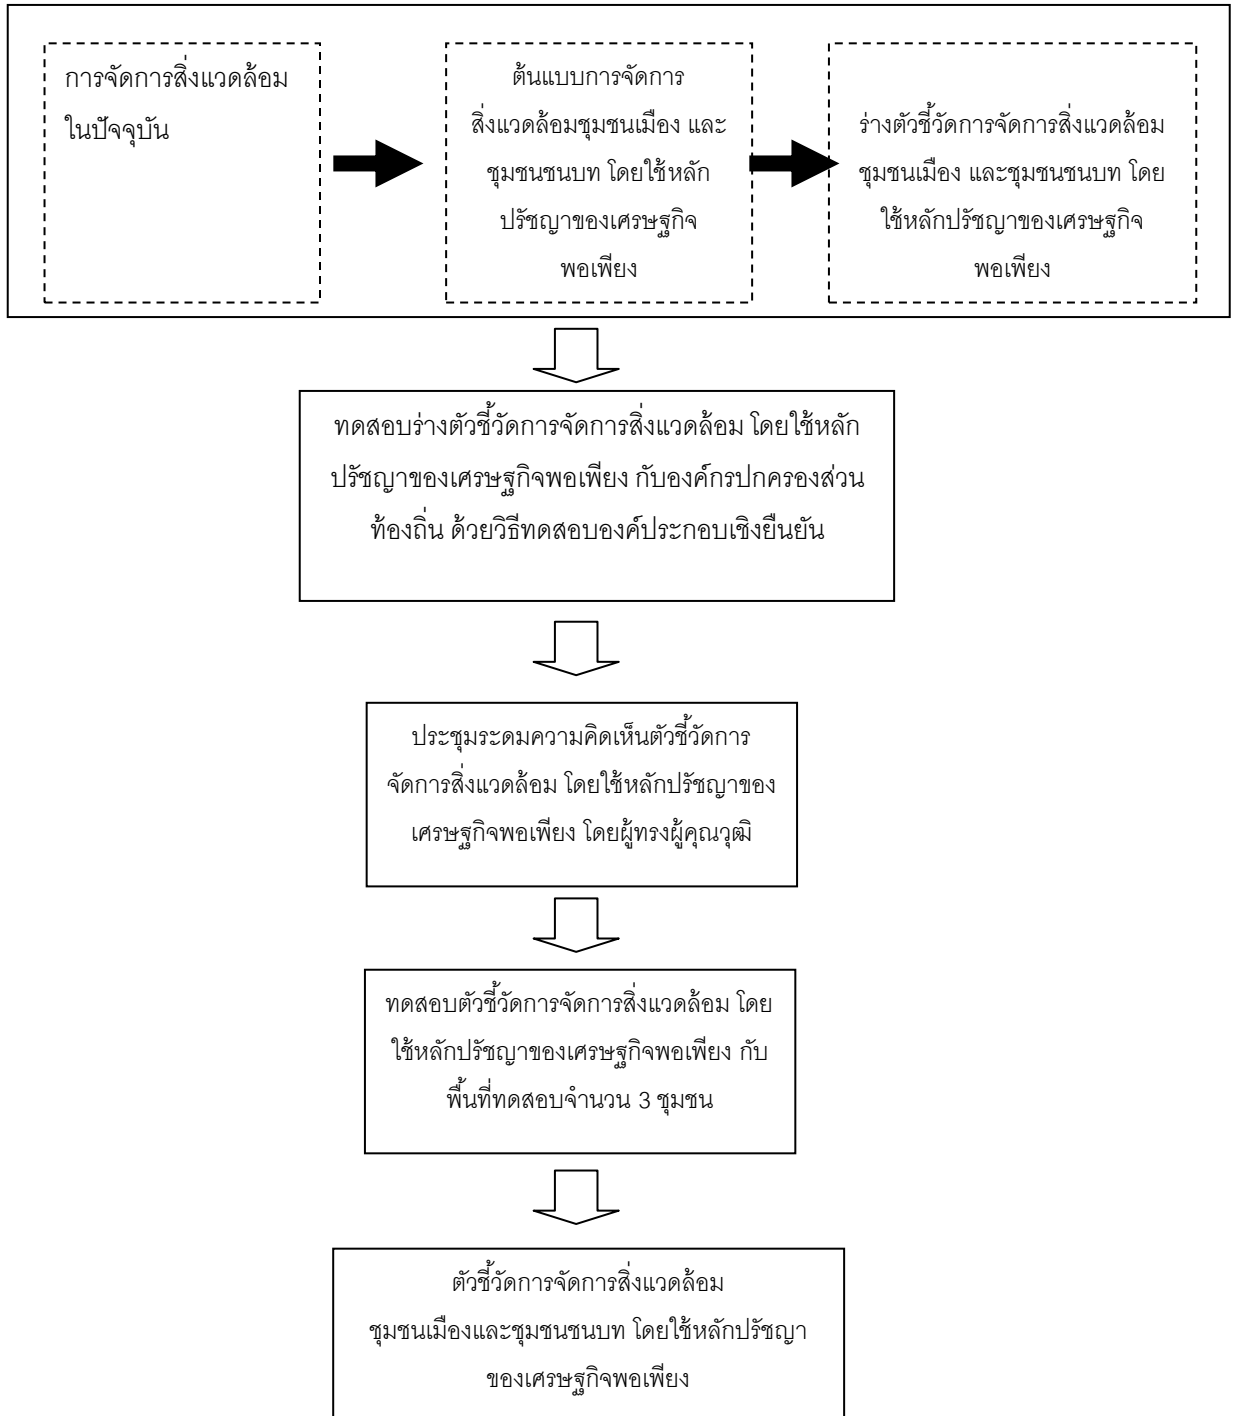 การจัดการสิ่งแวดล้อม
ในปัจจุบัน
ต้นแบบการจัดการ
สิ่งแวดล้อมชุมชนเมือง และ
ชุมชนชนบท โดยใช้หลัก
ปรัชญาของเศรษฐกิจ
พอเพียง
ร่างตัวชี้วัดการจัดการสิ่งแวดล้อม
ชุมชนเมือง และชุมชนชนบท โดย
ใช้หลักปรัชญาของเศรษฐกิจ
พอเพียง
ทดสอบร่างตัวชี้วัดการจัดการสิ่งแวดล้อม โดยใช้หลัก
ปรัชญาของเศรษฐกิจพอเพียง กับองค์กรปกครองส่วน
ท้องถิ่น ด้วยวิธีทดสอบองค์ประกอบเชิงยืนยัน
ประชุมระดมความคิดเห็นตัวชี้วัดการ
จัดการสิ่งแวดล้อม โดยใช้หลักปรัชญาของ
เศรษฐกิจพอเพียง โดยผู้ทรงผู้คุณวุฒิ
ทดสอบตัวชี้วัดการจัดการสิ่งแวดล้อม โดย
ใช้หลักปรัชญาของเศรษฐกิจพอเพียง กับ
พื้นที่ทดสอบจำนวน 3 ชุมชน
ตัวชี้วัดการจัดการสิ่งแวดล้อม
ชุมชนเมืองและชุมชนชนบท โดยใช้หลักปรัชญา
ของเศรษฐกิจพอเพียง